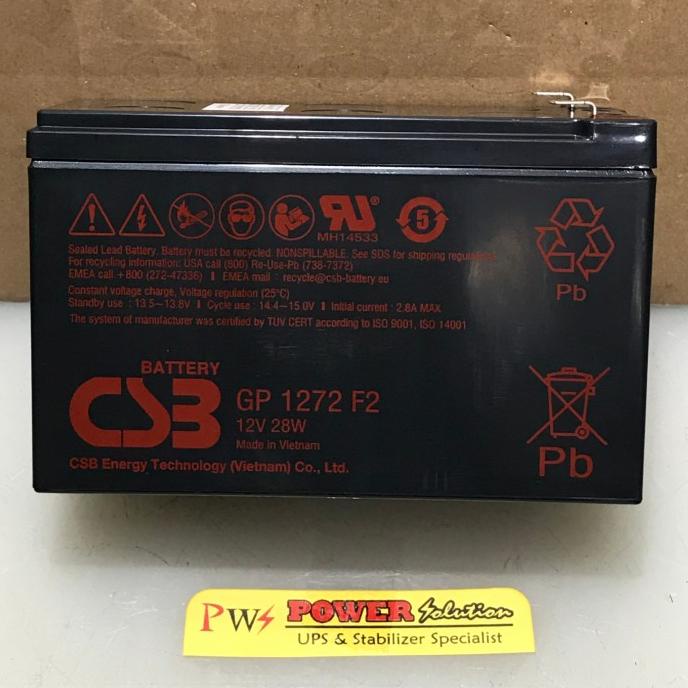 MH14533
5
Sealed Lead Battery. Battery must be recycled. NONSPILLABLE. See SDS for shipping regulations.
For recycling information: USA call (800) Re-Use-Pb (738-7372)
EMEA call +800 (272-47336) I EMEA mail : recycle@csb-battery.eu
Constant voltage charge, Voltage regulation (25°C)
Standby use : 13.5~13.8V I Cycle use : 14.4~15.0V I Initial current : 2.8A MAX
The system of manufacturer was certified by TUV CERT according to ISO 9001, ISO 14001
Pb
BATTERY
CSB
GP 1272 F2
12V 28W
Made in Vietnam
CSB Energy Technology (Vietnam) Co., Ltd.
Pb
PWS POWER Solution
UPS & Stabilizer Specialist